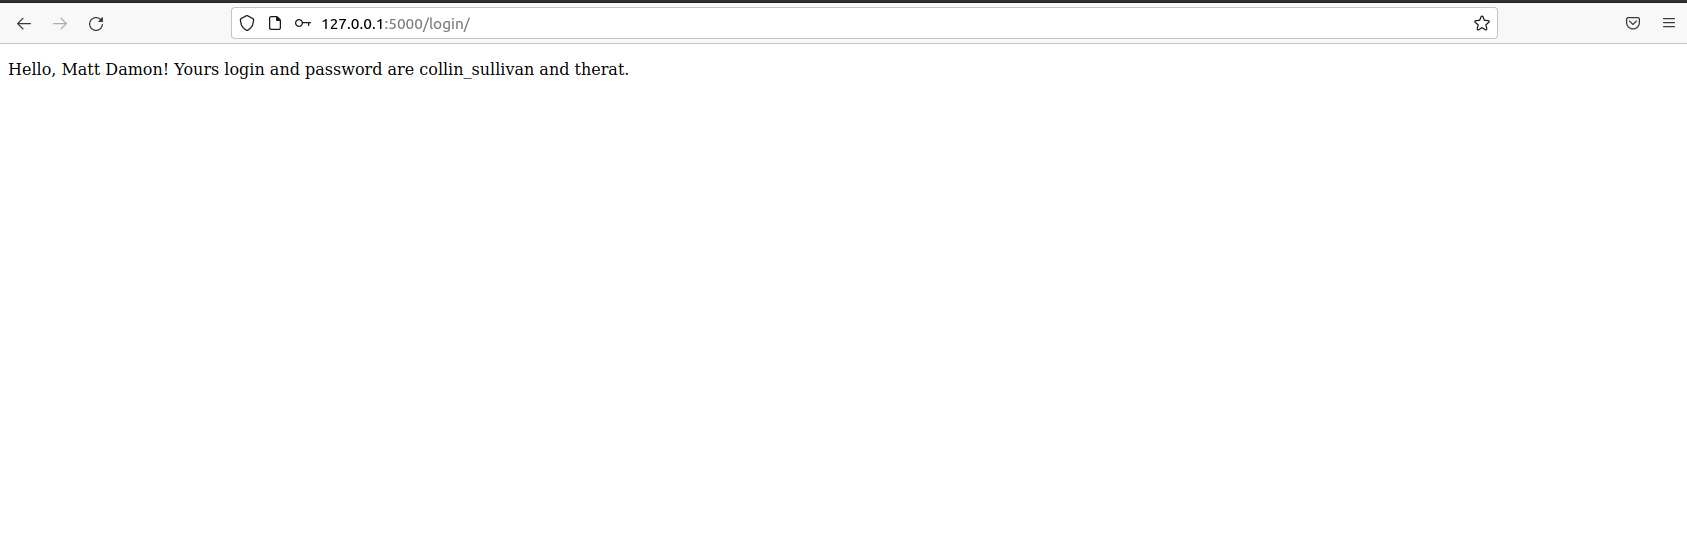 127.0.0.1:5000/login/
Hello, Matt Damon! Yours login and password are collin_sullivan and therat.